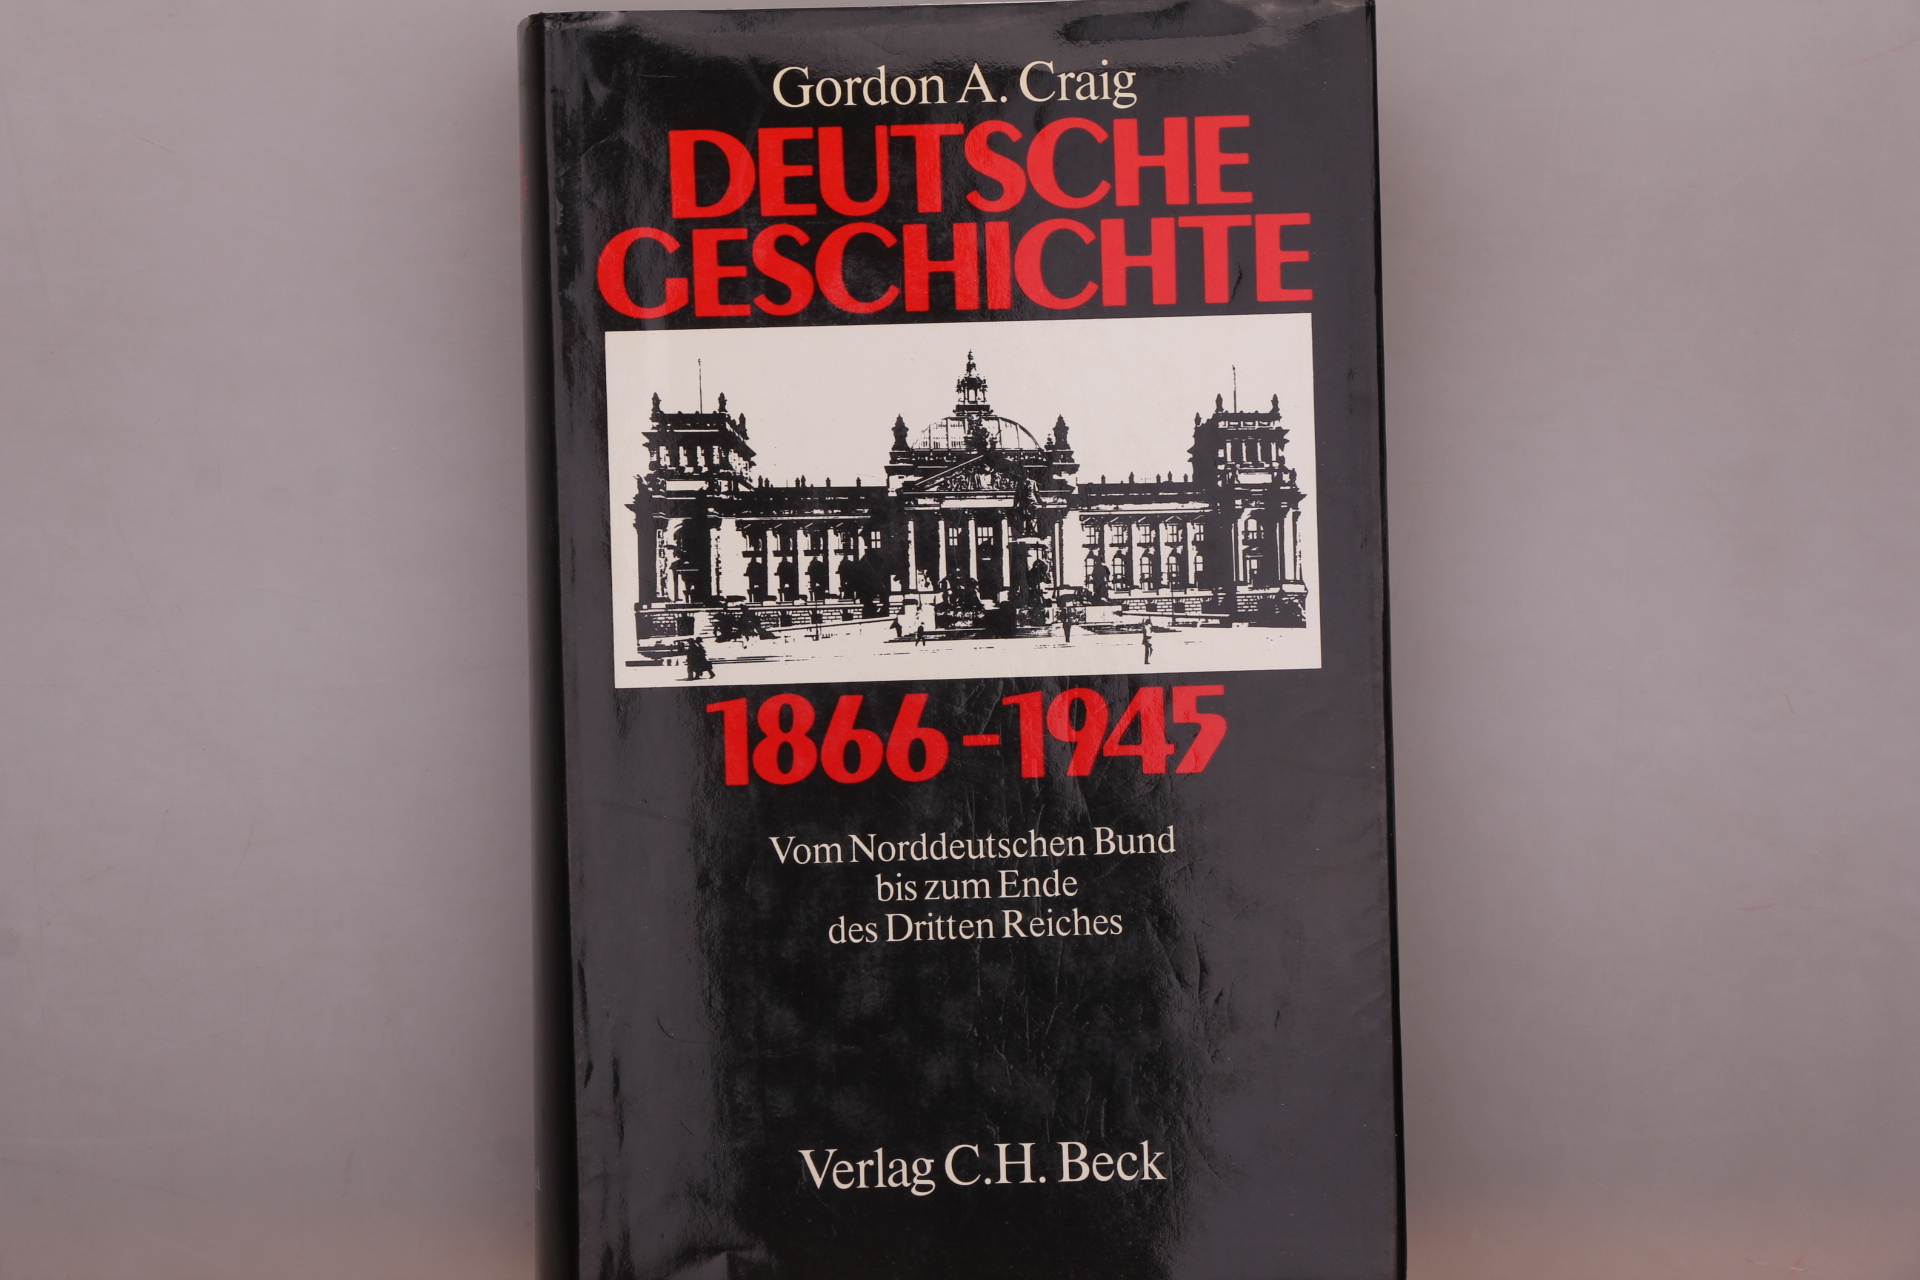 Gordon A. Craig
DEUTSCHE
GESCHICHTE
1866-1945
Vom Norddeutschen Bund
bis zum Ende
des Dritten Reiches
Verlag C.H. Beck